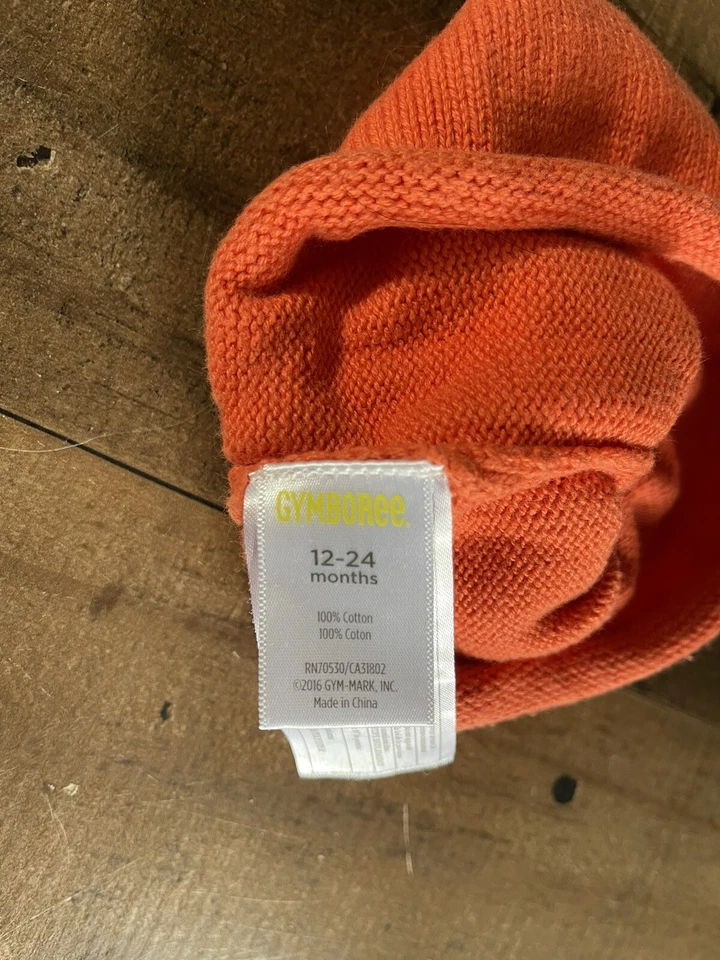 GYMBOREE
12-24
months
100% Cotton
100% Coton
RN70530/CA31802
©2016 GYM-MARK, INC.
Made in China